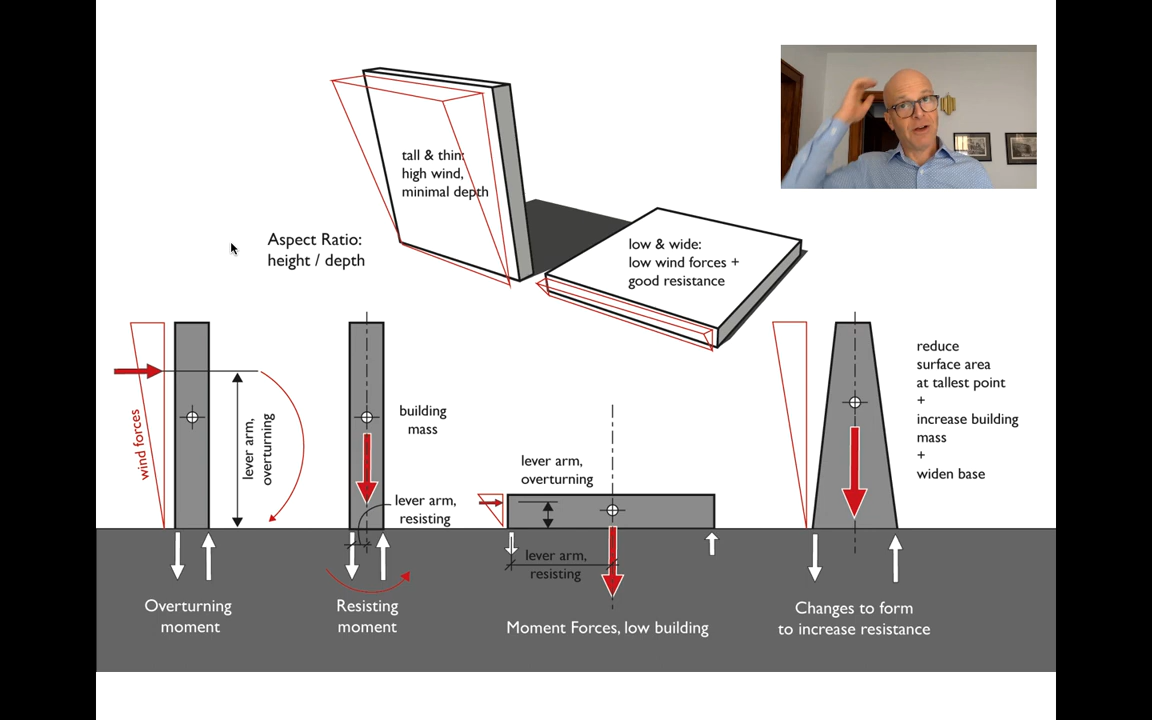 tall & thin:
high wind,
minimal depth
Aspect Ratio:
height / depth
low & wide:
low wind forces +
good resistance
wind forces
lever arm,
overturning
building
mass
lever arm,
resisting
lever arm,
overturning
lever arm,
resisting
reduce
surface area
at tallest point
+
increase building
mass
+
widen base
Overturning
moment
Resisting
moment
Moment Forces, low building
Changes to form
to increase resistance